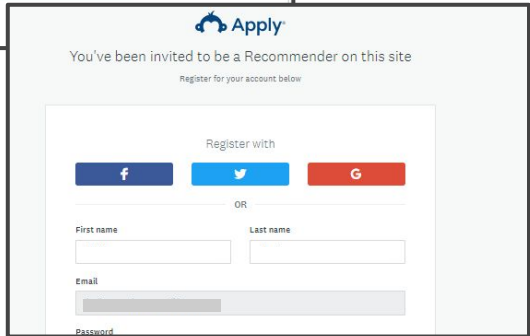 Apply
You've been invited to be a Recommender on this site
Register for your account below
Register with
f G
OR
First name Last name
Email
Password